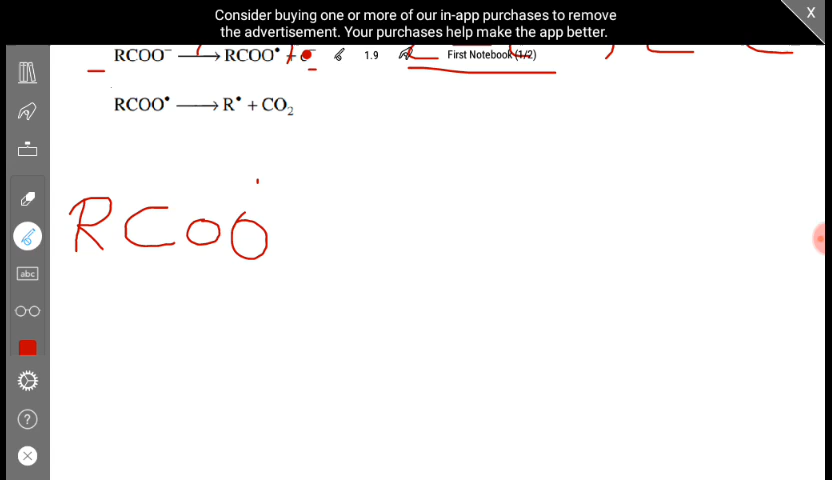 Consider buying one or more of our in-app purchases to remove
the advertisement. Your purchases help make the app better.
X
RCOO⁻ ⟶ RCOO• + e⁻ 1.9 First Notebook (1/2)
RCOO• ⟶ R• + CO₂
RCOO
abc
?